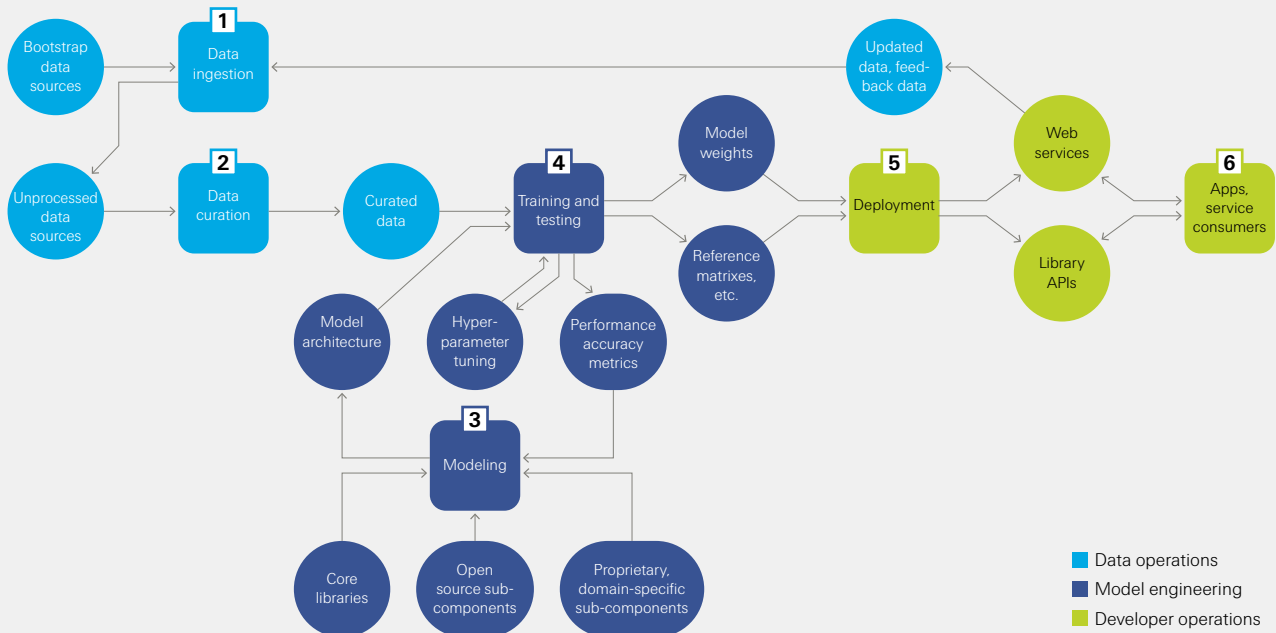 1
Data
ingestion
Bootstrap
data
sources
Updated
data, feed-
back data
Unprocessed
data
sources
2
Data
curation
Curated
data
4
Training and
testing
Model
weights
Reference
matrixes,
etc.
5
Deployment
Web
services
Library
APIs
6
Apps,
service
consumers
Model
architecture
Hyper-
parameter
tuning
Performance
accuracy
metrics
3
Modeling
Core
libraries
Open
source sub-
components
Proprietary,
domain-specific
sub-components
Data operations
Model engineering
Developer operations